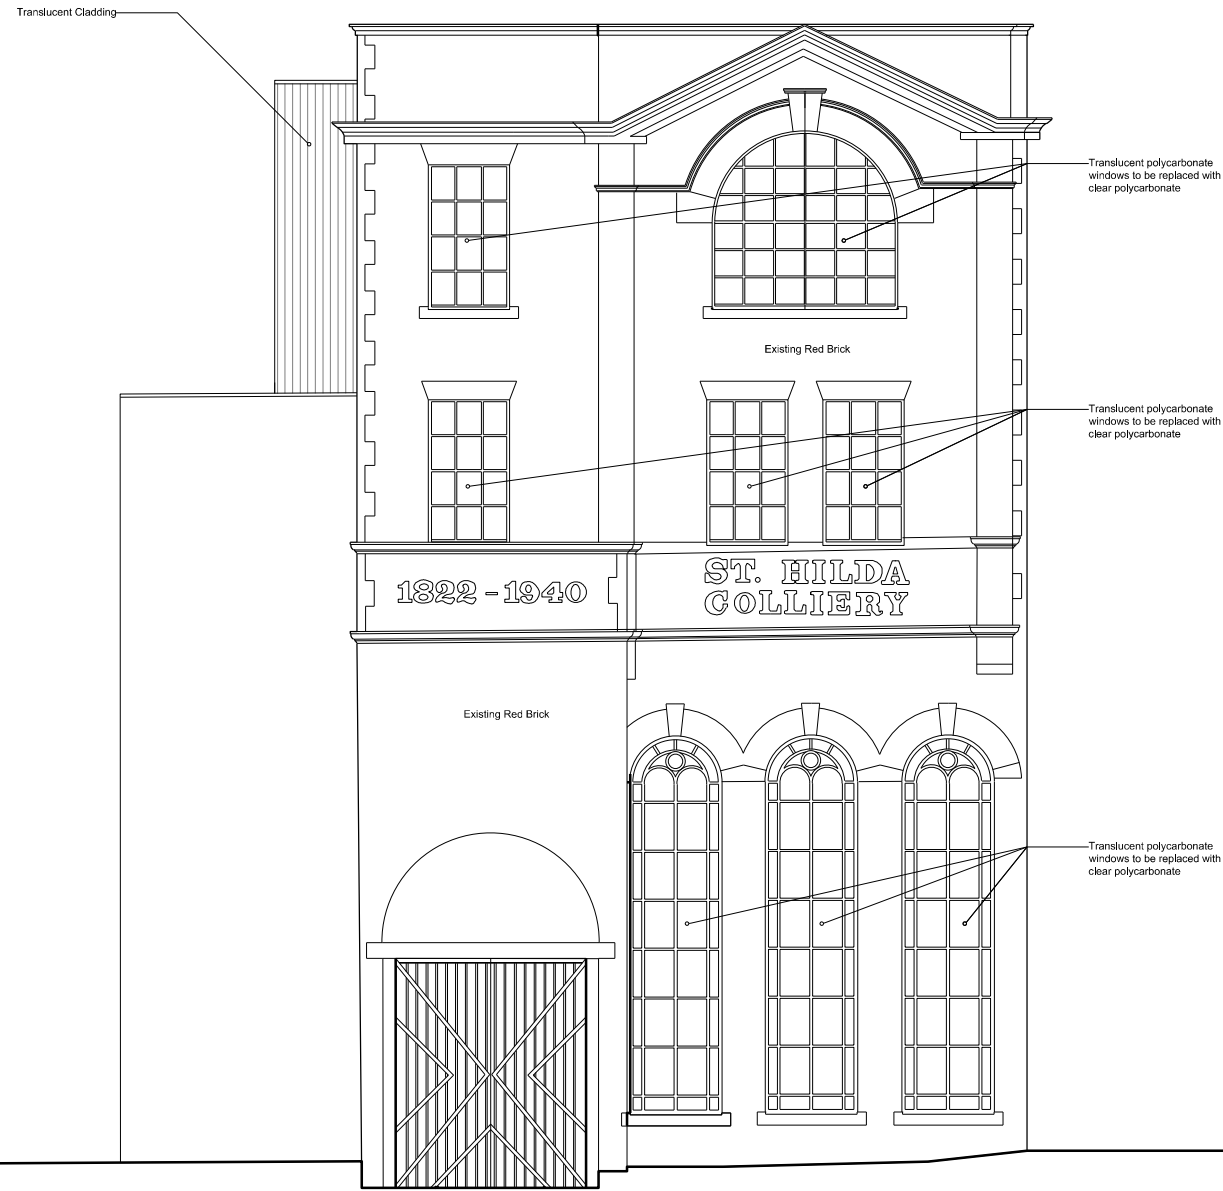 Translucent Cladding
Translucent polycarbonate
windows to be replaced with
clear polycarbonate
Existing Red Brick
Translucent polycarbonate
windows to be replaced with
clear polycarbonate
1822 - 1940
ST. HILDA
COLLIERY
Existing Red Brick
Translucent polycarbonate
windows to be replaced with
clear polycarbonate